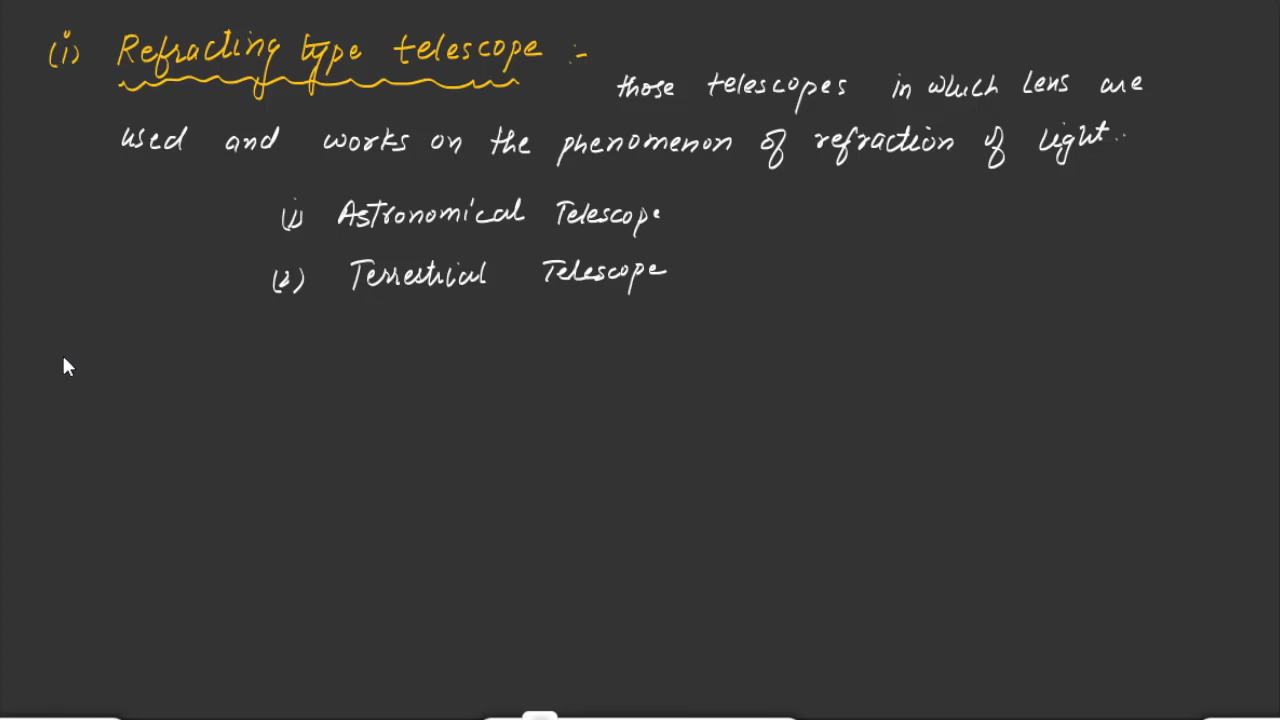 (i) Refracting type telescope :-
those telescopes in which Lens are
used and works on the phenomenon of refraction of light..
(1) Astronomical Telescope
(2) Terrestrial Telescope